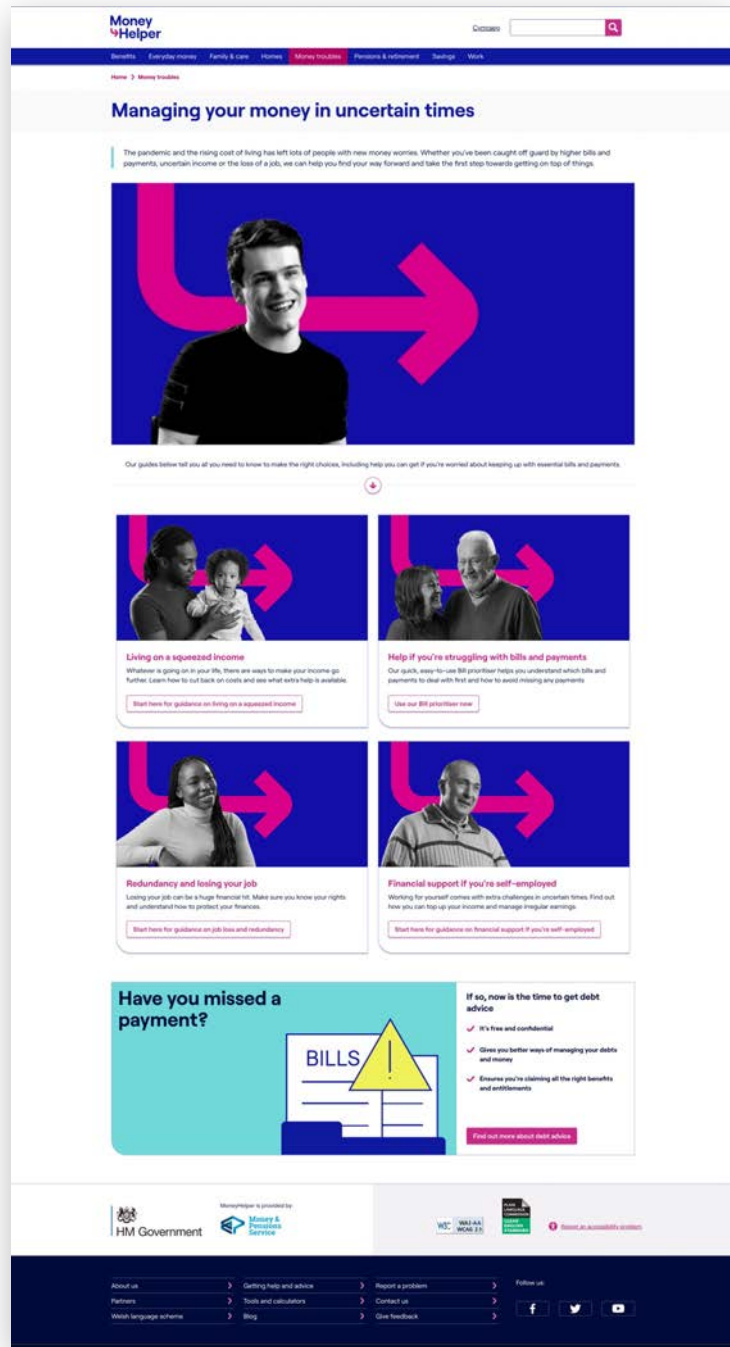 Money
Helper
Cymraeg
Benefits Everyday money Family & care Homes Money troubles Pensions & retirement Savings Work
Home Money troubles
Managing your money in uncertain times
The pandemic and the rising cost of living has left lots of people with new money worries. Whether you've been caught off guard by higher bills and
payments, uncertain income or the loss of a job, we can help you find your way forward and take the first step towards getting on top of things.
Our guides below tell you all you need to know to make the right choices, including help you can get if you're worried about keeping up with essential bills and payments.
Living on a squeezed income
Whatever is going on in your life, there are ways to make your income go
further. Learn how to cut back on costs and see what extra help is available.
Start here for guidance on living on a squeezed income
Help if you're struggling with bills and payments
Our quick, easy-to-use Bill prioritiser helps you understand which bills and
payments to deal with first and how to avoid missing any payments
Use our Bill prioritiser now
Redundancy and losing your job
Losing your job can be a huge financial hit. Make sure you know your rights
and understand how to protect your finances.
Start here for guidance on job loss and redundancy
Financial support if you're self-employed
Working for yourself comes with extra challenges in uncertain times. Find out
how you can top up your income and manage irregular earnings.
Start here for guidance on financial support if you're self-employed
Have you missed a
payment?
BILLS
!
If so, now is the time to get debt
advice
It's free and confidential
Gives you better ways of managing your debts
and money
Ensures you're claiming all the right benefits
and entitlements
Find out more about debt advice
HM Government
MoneyHelper is provided by
Money &
Pensions
Service
W3C WAI-AA
WCAG 2.1
PLAIN
LANGUAGE
COMMISSION
CLEAR
ENGLISH
STANDARD
Report an accessibility problem
About us Getting help and advice Report a problem Follow us:
Partners Tools and calculators Contact us
Welsh language scheme Blog Give feedback